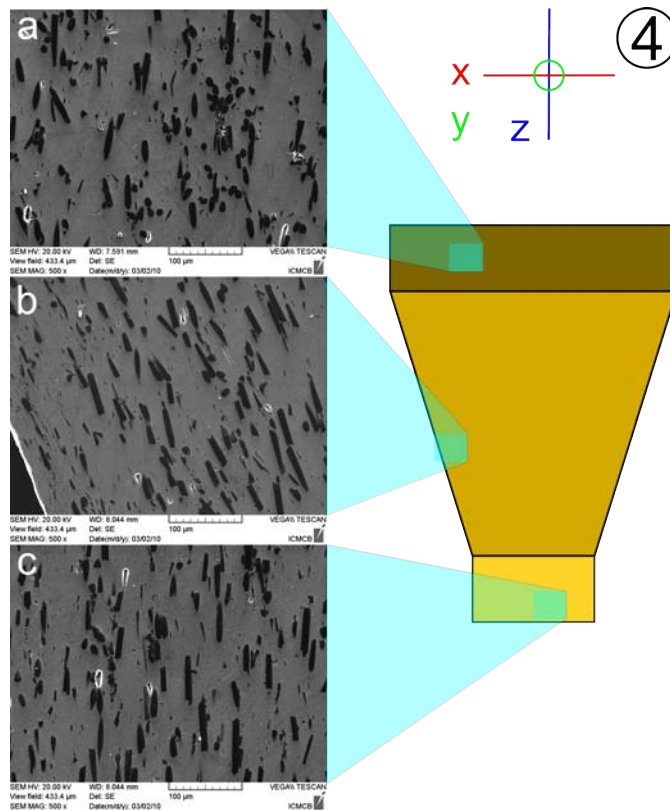 a
SEM HV: 20.00 kV WD: 7.591 mm VEGA\\ TESCAN
View field: 433.4 µm Det: SE 100 µm
SEM MAG: 500 x Date(m/d/y): 03/02/10 ICMCB
b
SEM HV: 20.00 kV WD: 8.044 mm VEGA\\ TESCAN
View field: 433.4 µm Det: SE 100 µm
SEM MAG: 500 x Date(m/d/y): 03/02/10 ICMCB
c
SEM HV: 20.00 kV WD: 8.044 mm VEGA\\ TESCAN
View field: 433.4 µm Det: SE 100 µm
SEM MAG: 500 x Date(m/d/y): 03/02/10 ICMCB
4
x
y z